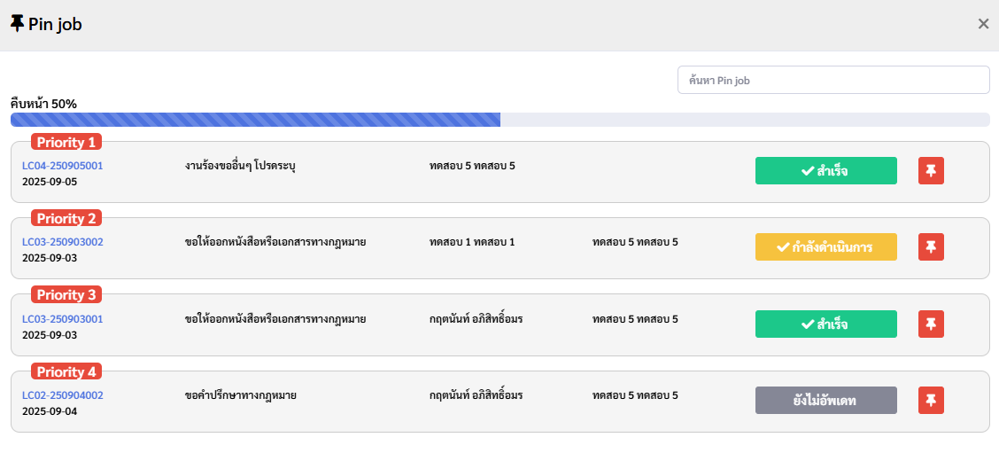 Pin job
ค้นหา Pin job
คืบหน้า 50%
Priority 1
LC04-250905001 งานร้องขออื่นๆ โปรดระบุ ทดสอบ 5 ทดสอบ 5 สำเร็จ
2025-09-05
Priority 2
LC03-250903002 ขอให้ออกหนังสือหรือเอกสารทางกฎหมาย ทดสอบ 1 ทดสอบ 1 ทดสอบ 5 ทดสอบ 5 กำลังดำเนินการ
2025-09-03
Priority 3
LC03-250903001 ขอให้ออกหนังสือหรือเอกสารทางกฎหมาย กฤตนันท์ อภิสิทธิ์อมร ทดสอบ 5 ทดสอบ 5 สำเร็จ
2025-09-03
Priority 4
LC02-250904002 ขอคำปรึกษาทางกฎหมาย กฤตนันท์ อภิสิทธิ์อมร ทดสอบ 5 ทดสอบ 5 ยังไม่อัพเดท
2025-09-04